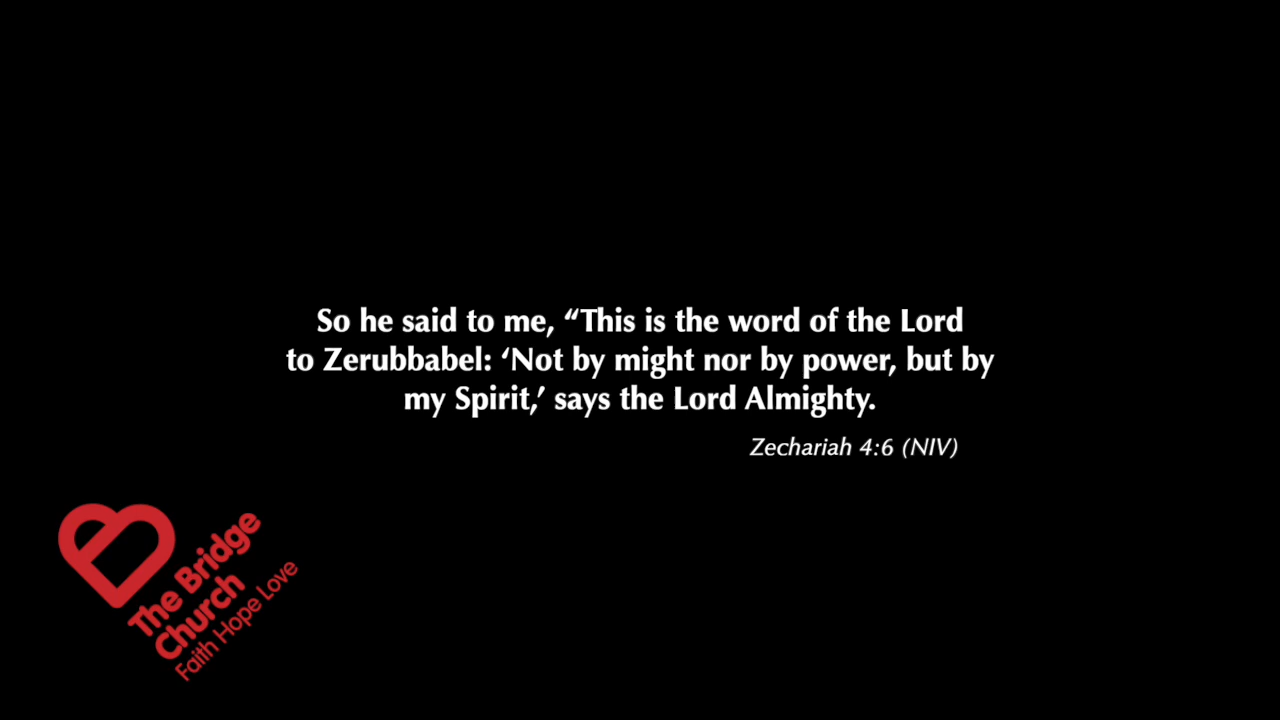 So he said to me, “This is the word of the Lord
to Zerubbabel: ‘Not by might nor by power, but by
my Spirit,’ says the Lord Almighty.
Zechariah 4:6 (NIV)
The Bridge
Church
Faith Hope Love